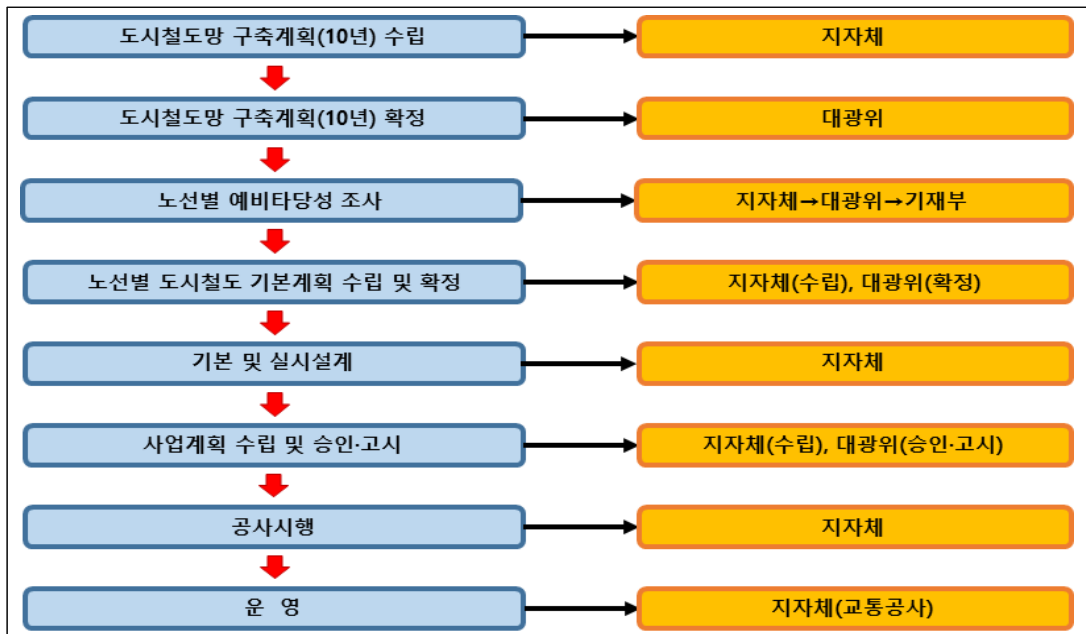 도시철도망 구축계획(10년) 수립
지자체
도시철도망 구축계획(10년) 확정
대광위
노선별 예비타당성 조사
지자체→대광위→기재부
노선별 도시철도 기본계획 수립 및 확정
지자체(수립), 대광위(확정)
기본 및 실시설계
지자체
사업계획 수립 및 승인·고시
지자체(수립), 대광위(승인·고시)
공사시행
지자체
운 영
지자체(교통공사)